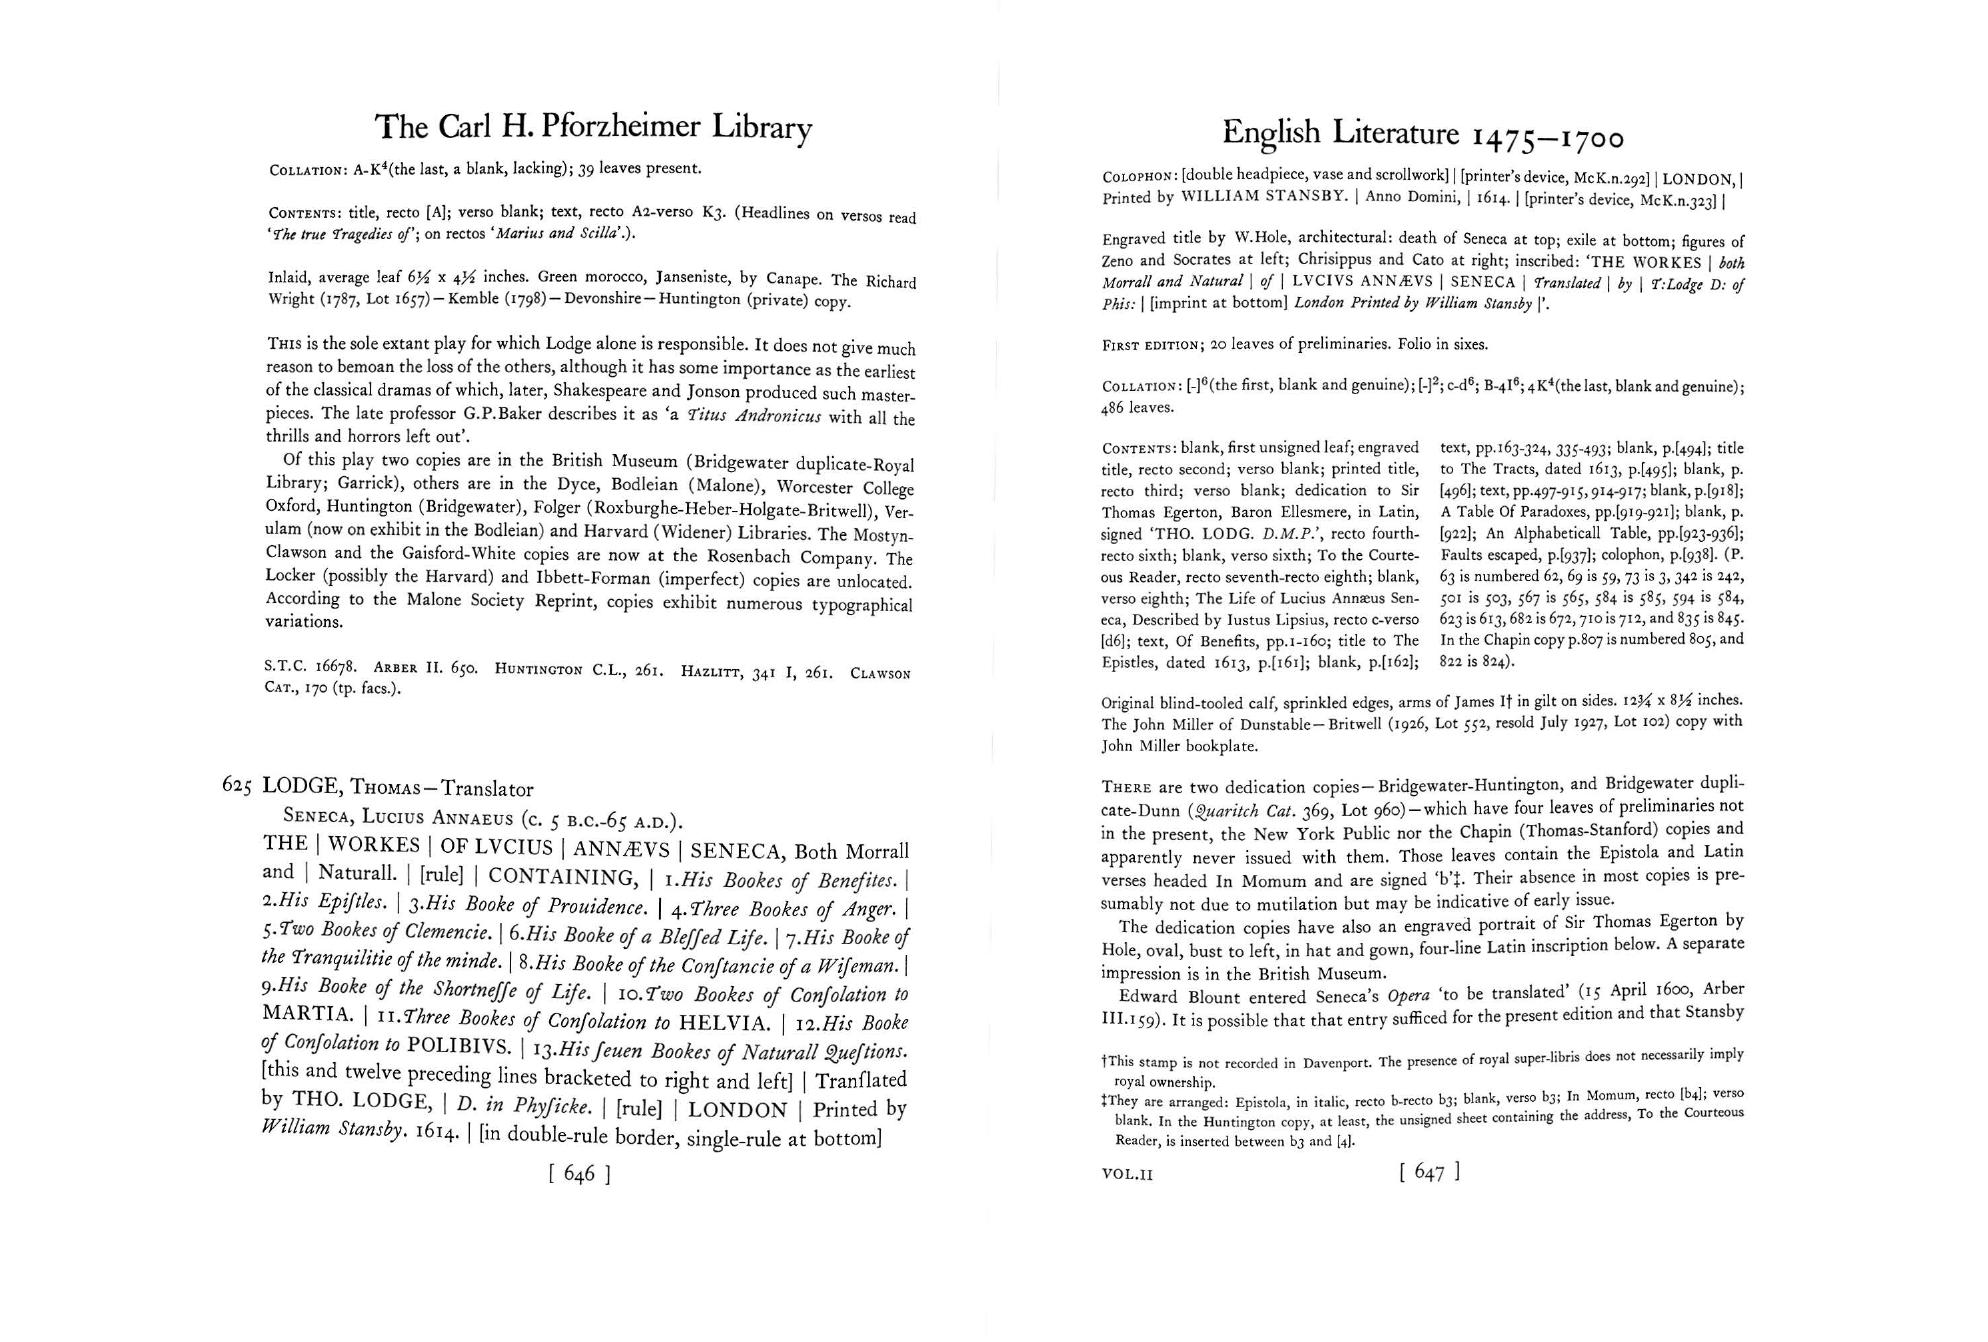 The Carl H. Pforzheimer Library
COLLATION: A-K⁴(the last, a blank, lacking); 39 leaves present.
CONTENTS: title, recto [A]; verso blank; text, recto A2-verso K3. (Headlines on versos read
‘The true Tragedies of’; on rectos ‘Marius and Scilla’.).
Inlaid, average leaf 6½ x 4½ inches. Green morocco, Janseniste, by Canape. The Richard
Wright (1787, Lot 1657)—Kemble (1798)—Devonshire—Huntington (private) copy.
THIS is the sole extant play for which Lodge alone is responsible. It does not give much
reason to bemoan the loss of the others, although it has some importance as the earliest
of the classical dramas of which, later, Shakespeare and Jonson produced such master-
pieces. The late professor G.P.Baker describes it as ‘a Titus Andronicus with all the
thrills and horrors left out’.
Of this play two copies are in the British Museum (Bridgewater duplicate-Royal
Library; Garrick), others are in the Dyce, Bodleian (Malone), Worcester College
Oxford, Huntington (Bridgewater), Folger (Roxburghe-Heber-Holgate-Britwell), Ver-
ulam (now on exhibit in the Bodleian) and Harvard (Widener) Libraries. The Mostyn-
Clawson and the Gaisford-White copies are now at the Rosenbach Company. The
Locker (possibly the Harvard) and Ibbett-Forman (imperfect) copies are unlocated.
According to the Malone Society Reprint, copies exhibit numerous typographical
variations.
S.T.C. 16678. ARBER II. 650. HUNTINGTON C.L., 261. HAZLITT, 341 I, 261. CLAWSON
CAT., 170 (tp. facs.).
625 LODGE, THOMAS—Translator
SENECA, LUCIUS ANNAEUS (c. 5 B.C.-65 A.D.).
THE | WORKES | OF LVCIUS | ANNÆVS | SENECA, Both Morrall
and | Naturall. | [rule] | CONTAINING, | 1.His Bookes of Benefites. |
2.His Epiſtles. | 3.His Booke of Prouidence. | 4.Three Bookes of Anger. |
5.Two Bookes of Clemencie. | 6.His Booke of a Bleſſed Life. | 7.His Booke of
the Tranquilitie of the minde. | 8.His Booke of the Conſtancie of a Wiſeman. |
9.His Booke of the Shortneſſe of Life. | 10.Two Bookes of Conſolation to
MARTIA. | 11.Three Bookes of Conſolation to HELVIA. | 12.His Booke
of Conſolation to POLIBIVS. | 13.His ſeuen Bookes of Naturall Queſtions.
[this and twelve preceding lines bracketed to right and left] | Tranſlated
by THO. LODGE, | D. in Phyſicke. | [rule] | LONDON | Printed by
William Stansby. 1614. | [in double-rule border, single-rule at bottom]
[ 646 ]
English Literature 1475—1700
COLOPHON: [double headpiece, vase and scrollwork] | [printer’s device, McK.n.292] | LONDON, |
Printed by WILLIAM STANSBY. | Anno Domini, | 1614. | [printer’s device, McK.n.323] |
Engraved title by W.Hole, architectural: death of Seneca at top; exile at bottom; figures of
Zeno and Socrates at left; Chrisippus and Cato at right; inscribed: ‘THE WORKES | both
Morrall and Natural | of | LVCIVS ANNÆVS | SENECA | Translated | by | T:Lodge D: of
Phis: | [imprint at bottom] London Printed by William Stansby |’.
FIRST EDITION; 20 leaves of preliminaries. Folio in sixes.
COLLATION: [-]⁶(the first, blank and genuine); [-]²; c-d⁶; B-4I⁶; 4K⁴(the last, blank and genuine);
486 leaves.
CONTENTS: blank, first unsigned leaf; engraved
title, recto second; verso blank; printed title,
recto third; verso blank; dedication to Sir
Thomas Egerton, Baron Ellesmere, in Latin,
signed ‘THO. LODG. D.M.P.’, recto fourth-
recto sixth; blank, verso sixth; To the Courte-
ous Reader, recto seventh-recto eighth; blank,
verso eighth; The Life of Lucius Annæus Sen-
eca, Described by Iustus Lipsius, recto c-verso
[d6]; text, Of Benefits, pp.1-160; title to The
Epistles, dated 1613, p.[161]; blank, p.[162];
text, pp.163-324, 335-493; blank, p.[494]; title
to The Tracts, dated 1613, p.[495]; blank, p.
[496]; text, pp.497-915, 914-917; blank, p.[918];
A Table Of Paradoxes, pp.[919-921]; blank, p.
[922]; An Alphabeticall Table, pp.[923-936];
Faults escaped, p.[937]; colophon, p.[938]. (P.
63 is numbered 62, 69 is 59, 73 is 3, 342 is 242,
501 is 503, 567 is 565, 584 is 585, 594 is 584,
623 is 613, 682 is 672, 710 is 712, and 835 is 845.
In the Chapin copy p.807 is numbered 805, and
822 is 824).
Original blind-tooled calf, sprinkled edges, arms of James I† in gilt on sides. 12¾ x 8½ inches.
The John Miller of Dunstable—Britwell (1926, Lot 552, resold July 1927, Lot 102) copy with
John Miller bookplate.
THERE are two dedication copies—Bridgewater-Huntington, and Bridgewater dupli-
cate-Dunn (Quaritch Cat. 369, Lot 960)—which have four leaves of preliminaries not
in the present, the New York Public nor the Chapin (Thomas-Stanford) copies and
apparently never issued with them. Those leaves contain the Epistola and Latin
verses headed In Momum and are signed ‘b’‡. Their absence in most copies is pre-
sumably not due to mutilation but may be indicative of early issue.
The dedication copies have also an engraved portrait of Sir Thomas Egerton by
Hole, oval, bust to left, in hat and gown, four-line Latin inscription below. A separate
impression is in the British Museum.
Edward Blount entered Seneca’s Opera ‘to be translated’ (15 April 1600, Arber
III.159). It is possible that that entry sufficed for the present edition and that Stansby
†This stamp is not recorded in Davenport. The presence of royal super-libris does not necessarily imply
royal ownership.
‡They are arranged: Epistola, in italic, recto b-recto b3; blank, verso b3; In Momum, recto [b4]; verso
blank. In the Huntington copy, at least, the unsigned sheet containing the address, To the Courteous
Reader, is inserted between b3 and [4].
VOL.II
[ 647 ]